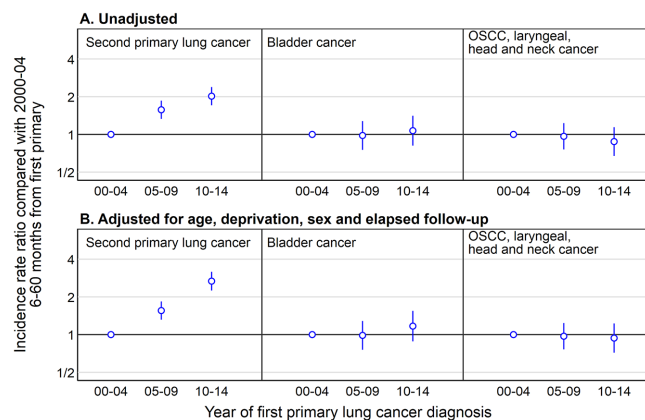 A. Unadjusted
Second primary lung cancer
Bladder cancer
OSCC, laryngeal,
head and neck cancer
4
2
1
1/2
00-04 05-09 10-14 00-04 05-09 10-14 00-04 05-09 10-14
B. Adjusted for age, deprivation, sex and elapsed follow-up
Second primary lung cancer
Bladder cancer
OSCC, laryngeal,
head and neck cancer
4
2
1
1/2
00-04 05-09 10-14 00-04 05-09 10-14 00-04 05-09 10-14
Incidence rate ratio compared with 2000-04
6-60 months from first primary
Year of first primary lung cancer diagnosis